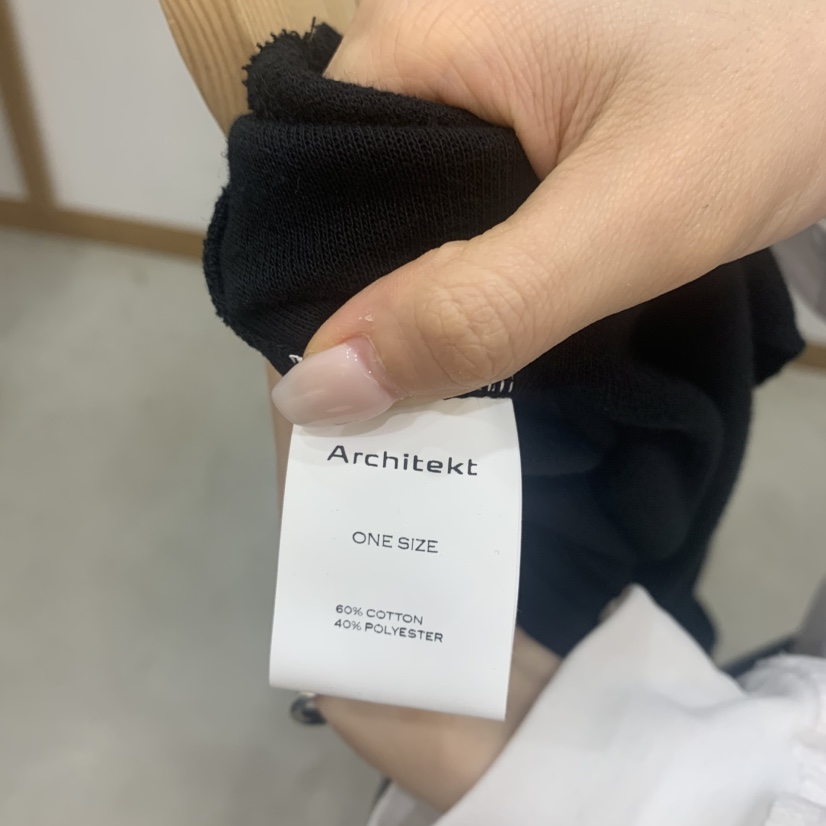 Architekt
ONE SIZE
60% COTTON
40% POLYESTER